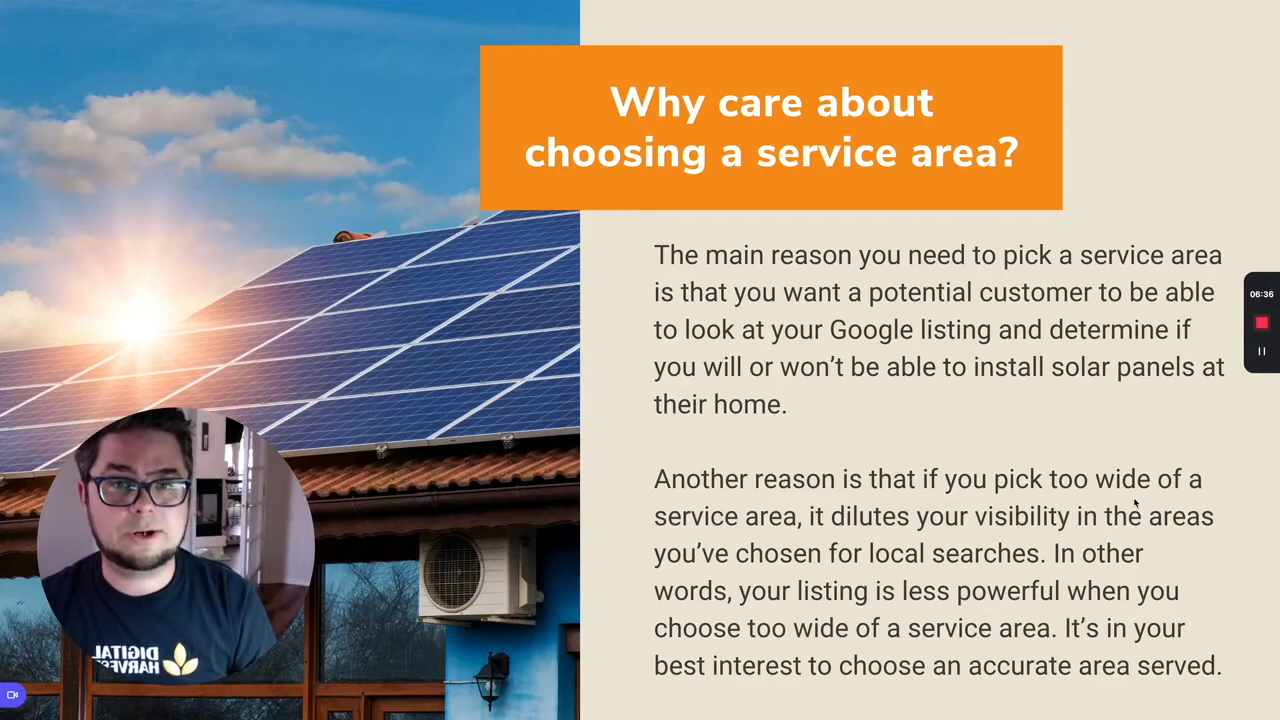 Why care about
choosing a service area?
The main reason you need to pick a service area
is that you want a potential customer to be able
to look at your Google listing and determine if
you will or won’t be able to install solar panels at
their home.
Another reason is that if you pick too wide of a
service area, it dilutes your visibility in the areas
you’ve chosen for local searches. In other
words, your listing is less powerful when you
choose too wide of a service area. It’s in your
best interest to choose an accurate area served.
06:36
DIGITAL
HARVEST